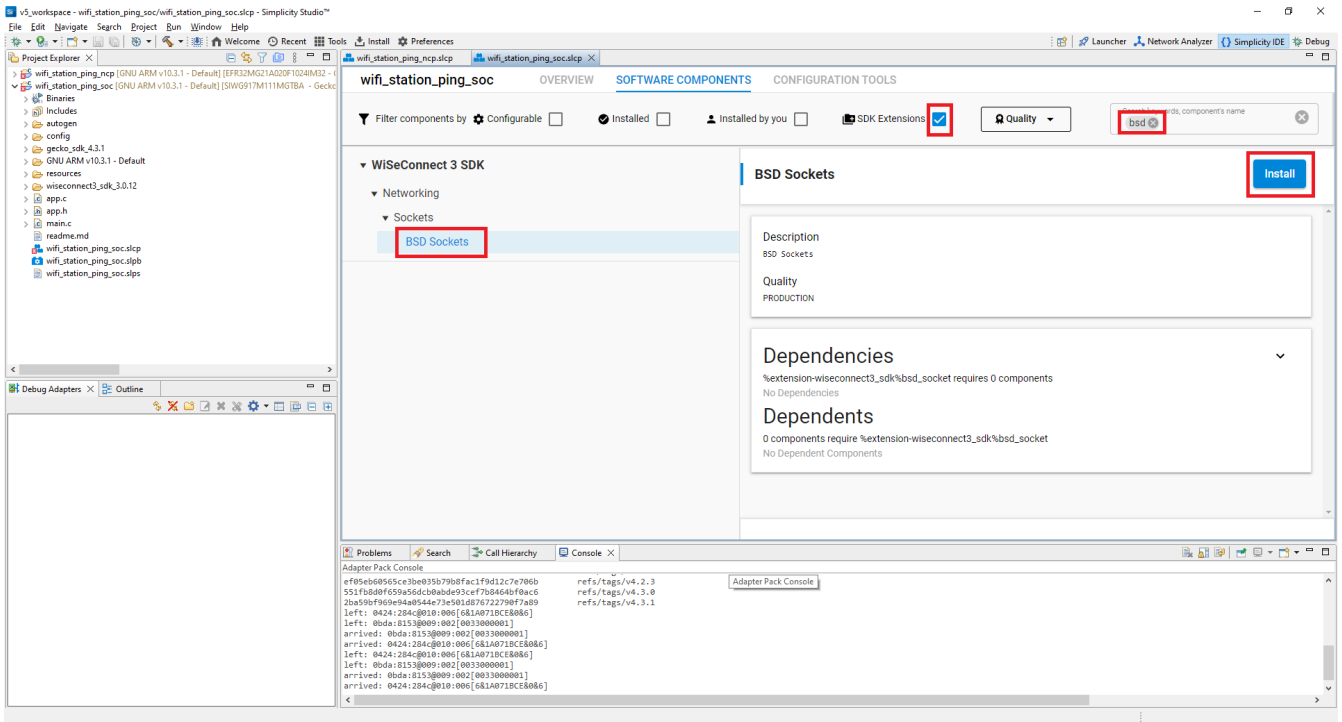 v5_workspace - wifi_station_ping_soc/wifi_station_ping_soc.slcp - Simplicity Studio™
File Edit Navigate Search Project Run Window Help
Welcome Recent Tools Install Preferences
Launcher Network Analyzer {} Simplicity IDE Debug
Project Explorer
wifi_station_ping_ncp [GNU ARM v10.3.1 - Default] [EFR32MG21A020F1024IM32 - 
wifi_station_ping_soc [GNU ARM v10.3.1 - Default] [SIWG917M111MGTBA - Gecko
Binaries
Includes
autogen
config
gecko_sdk_4.3.1
GNU ARM v10.3.1 - Default
resources
wiseconnect3_sdk_3.0.12
app.c
app.h
main.c
readme.md
wifi_station_ping_soc.slcp
wifi_station_ping_soc.slpb
wifi_station_ping_soc.slps
Debug Adapters Outline
wifi_station_ping_ncp.slcp wifi_station_ping_soc.slcp
wifi_station_ping_soc OVERVIEW SOFTWARE COMPONENTS CONFIGURATION TOOLS
Filter components by Configurable Installed Installed by you SDK Extensions Quality
component's name
bsd
WiSeConnect 3 SDK
Networking
Sockets
BSD Sockets
BSD Sockets
Install
Description
BSD Sockets
Quality
PRODUCTION
Dependencies
%extension-wiseconnect3_sdk%bsd_socket requires 0 components
No Dependencies
Dependents
0 components require %extension-wiseconnect3_sdk%bsd_socket
No Dependent Components
Problems Search Call Hierarchy Console
Adapter Pack Console
ef05eb60565ce3be035b79b8fac1f9d12c7e706b refs/tags/v4.2.3
551fb8d0f659a56dcb0abde93cef7b8464bf0ac6 refs/tags/v4.3.0
2ba59bf969e94a0544e73e501d876722790f7a89 refs/tags/v4.3.1
Adapter Pack Console
left: 0424:284c@010:006[6&1A071BCE&0&6]
left: 0bda:8153@009:002[0033000001]
arrived: 0bda:8153@009:002[0033000001]
arrived: 0424:284c@010:006[6&1A071BCE&0&6]
left: 0424:284c@010:006[6&1A071BCE&0&6]
left: 0bda:8153@009:002[0033000001]
arrived: 0bda:8153@009:002[0033000001]
arrived: 0424:284c@010:006[6&1A071BCE&0&6]